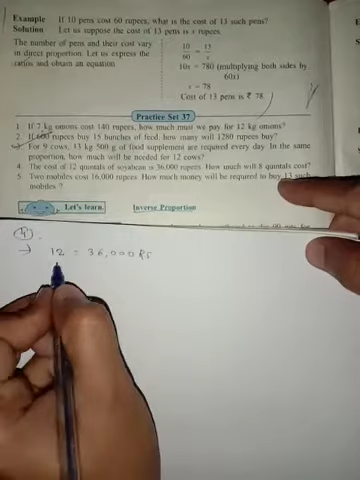 Example If 10 pens cost 60 rupees, what is the cost of 13 such pens?
Solution Let us suppose the cost of 13 pens is x rupees.
The number of pens and their cost vary
in direct proportion. Let us express the
ratios and obtain an equation.
10/60 = 13/x
10x = 780 (multiplying both sides by
60x)
x = 78
Cost of 13 pens is ₹ 78
Practice Set 37
1. If 7 kg onions cost 140 rupees, how much must we pay for 12 kg onions?
2. If 600 rupees buy 15 bunches of feed, how many will 1280 rupees buy?
3. For 9 cows, 13 kg 500 g of food supplement are required every day. In the same
proportion, how much will be needed for 12 cows?
4. The cost of 12 quintals of soyabean is 36,000 rupees. How much will 8 quintals cost?
5. Two mobiles cost 16,000 rupees. How much money will be required to buy 13 such
mobiles ?
Let's learn. Inverse Proportion
4
→ 12 = 36,000 Rs